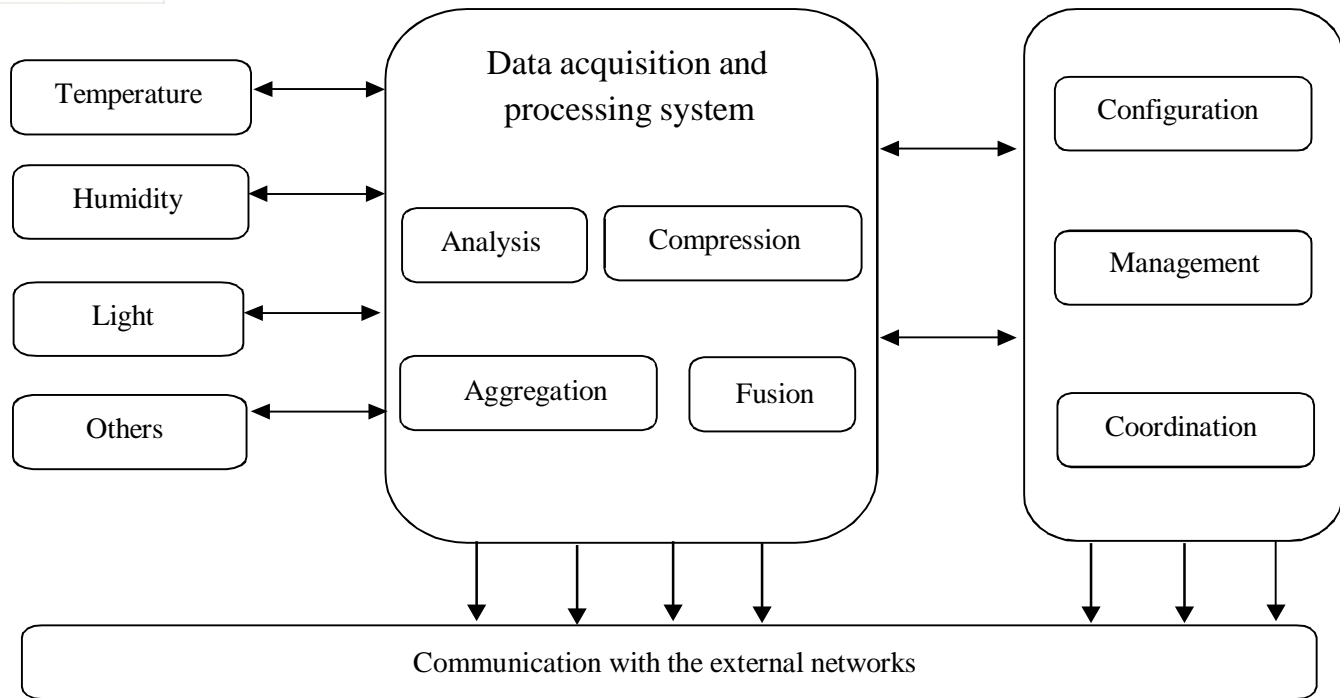 Temperature
Humidity
Light
Others
Data acquisition and
processing system
Analysis
Compression
Aggregation
Fusion
Configuration
Management
Coordination
Communication with the external networks